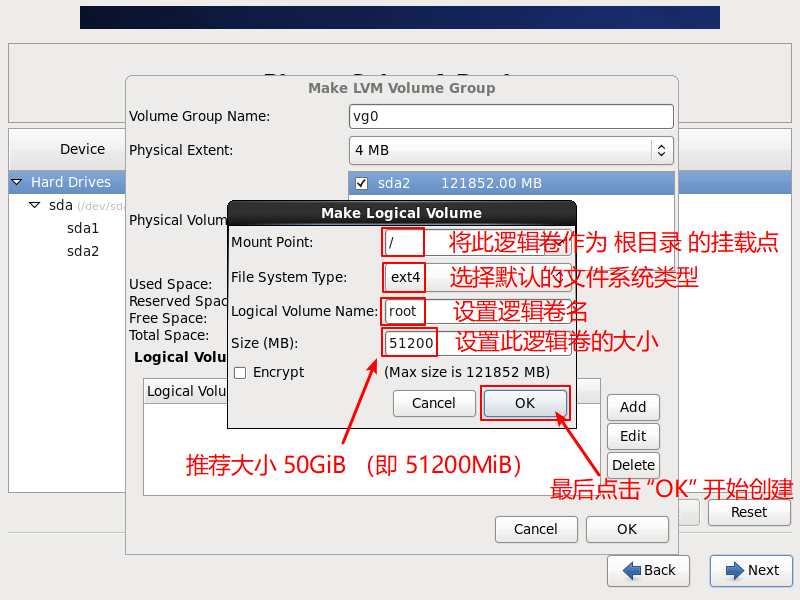 Make LVM Volume Group
Volume Group Name: vg0
Physical Extent: 4 MB
Device
Hard Drives
sda2 121852.00 MB
sda (/dev/sda
sda1
sda2
Physical Volum
Make Logical Volume
Mount Point: / 将此逻辑卷作为 根目录 的挂载点
File System Type: ext4 选择默认的文件系统类型
Used Space:
Reserved Spac
Logical Volume Name: root 设置逻辑卷名
Free Space:
Total Space:
Size (MB): 51200 设置此逻辑卷的大小
Logical Volu
Encrypt (Max size is 121852 MB)
Logical Volu
Cancel OK
Add
Edit
Delete
推荐大小 50GiB （即 51200MiB）
最后点击 “OK” 开始创建
Reset
Cancel OK
Back Next